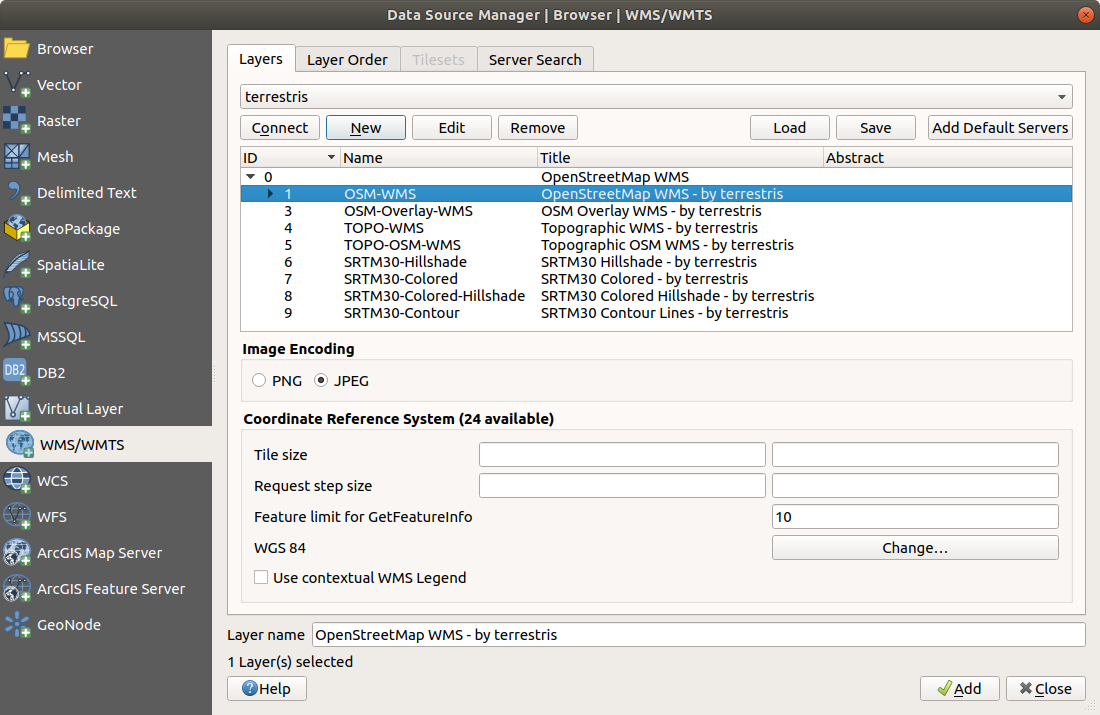 Data Source Manager | Browser | WMS/WMTS
Browser
Vector
Raster
Mesh
Delimited Text
GeoPackage
SpatiaLite
PostgreSQL
MSSQL
DB2
DB2
Virtual Layer
WMS/WMTS
WCS
WFS
ArcGIS Map Server
ArcGIS Feature Server
GeoNode
Layers Layer Order Tilesets Server Search
terrestris
Connect New Edit Remove Load Save Add Default Servers
ID Name Title Abstract
0 OpenStreetMap WMS
1 OSM-WMS OpenStreetMap WMS - by terrestris
3 OSM-Overlay-WMS OSM Overlay WMS - by terrestris
4 TOPO-WMS Topographic WMS - by terrestris
5 TOPO-OSM-WMS Topographic OSM WMS - by terrestris
6 SRTM30-Hillshade SRTM30 Hillshade - by terrestris
7 SRTM30-Colored SRTM30 Colored - by terrestris
8 SRTM30-Colored-Hillshade SRTM30 Colored Hillshade - by terrestris
9 SRTM30-Contour SRTM30 Contour Lines - by terrestris
Image Encoding
PNG JPEG
Coordinate Reference System (24 available)
Tile size
Request step size
Feature limit for GetFeatureInfo 10
WGS 84 Change...
Use contextual WMS Legend
Layer name OpenStreetMap WMS - by terrestris
1 Layer(s) selected
Help Add Close